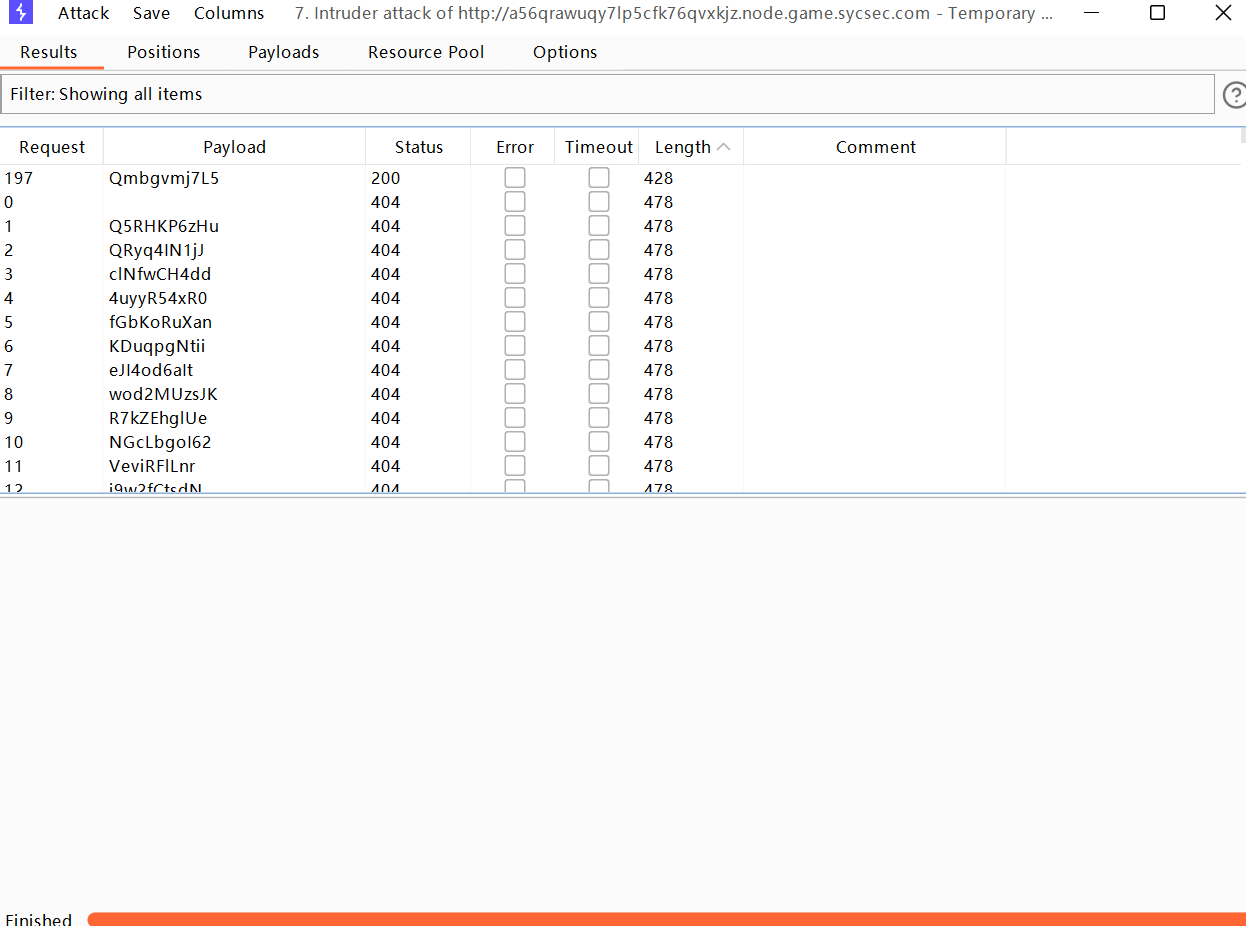 Attack Save Columns 7. Intruder attack of http://a56qrawuqy7lp5cfk76qvxkjz.node.game.sycsec.com - Temporary ...
Results Positions Payloads Resource Pool Options
Filter: Showing all items
Request Payload Status Error Timeout Length Comment
197 Qmbgvmj7L5 200 428
0 404 478
1 Q5RHKP6zHu 404 478
2 QRyq4IN1jJ 404 478
3 clNfwCH4dd 404 478
4 4uyyR54xR0 404 478
5 fGbKoRuXan 404 478
6 KDuqpgNtii 404 478
7 eJI4od6aIt 404 478
8 wod2MUzsJK 404 478
9 R7kZEhglUe 404 478
10 NGcLbgoI62 404 478
11 VeviRFlLnr 404 478
12 i9w2fCtsdN 404 478
Finished